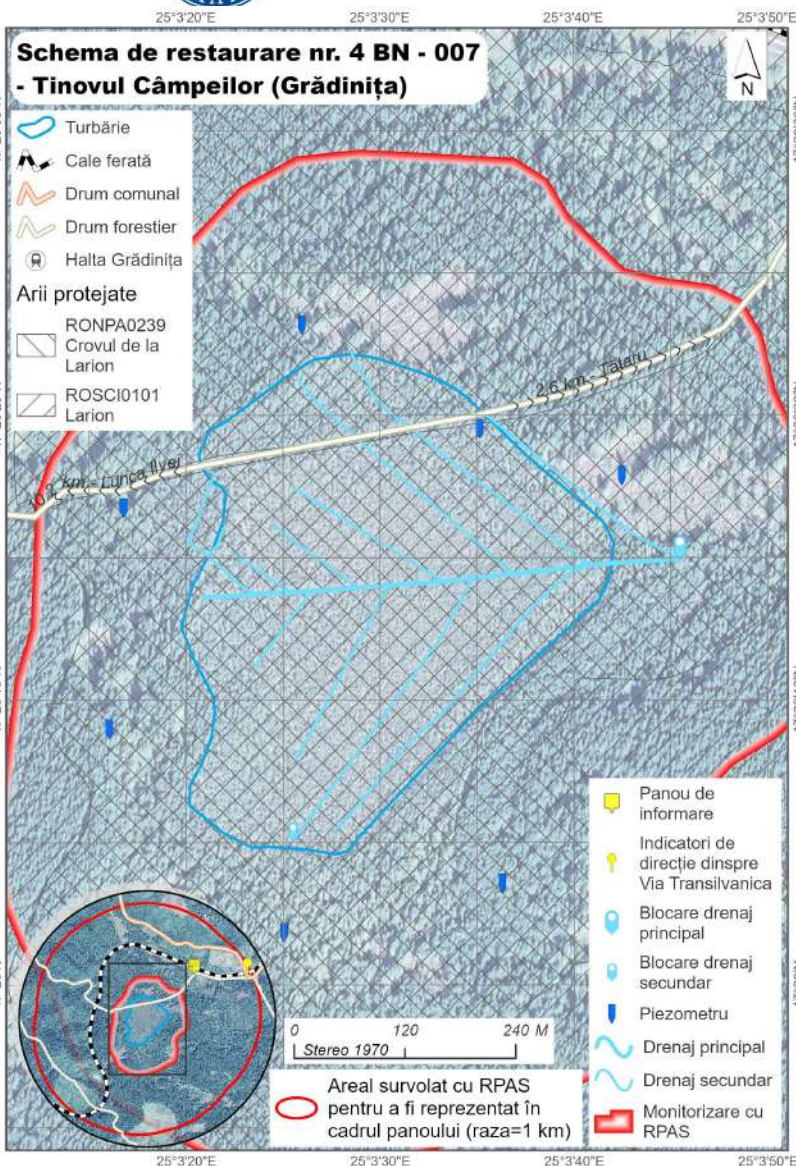 25°3'20"E 25°3'30"E 25°3'40"E 25°3'50"E
Schema de restaurare nr. 4 BN - 007
- Tinovul Câmpeilor (Grădinița)
N
Turbărie
Cale ferată
Drum comunal
Drum forestier
Halta Grădinița
Arii protejate
RONPA0239
Crovul de la
Larion
ROSCI0101
Larion
2.6 km - Tătaru
10.2 km - Lunca Ilvei
Panou de
informare
Indicatori de
direcție dinspre
Via Transilvanica
Blocare drenaj
principal
Blocare drenaj
secundar
Piezometru
Drenaj principal
Drenaj secundar
Monitorizare cu
RPAS
0 120 240 M
Stereo 1970
Areal survolat cu RPAS
pentru a fi reprezentat în
cadrul panoului (raza=1 km)
25°3'20"E 25°3'30"E 25°3'40"E 25°3'50"E